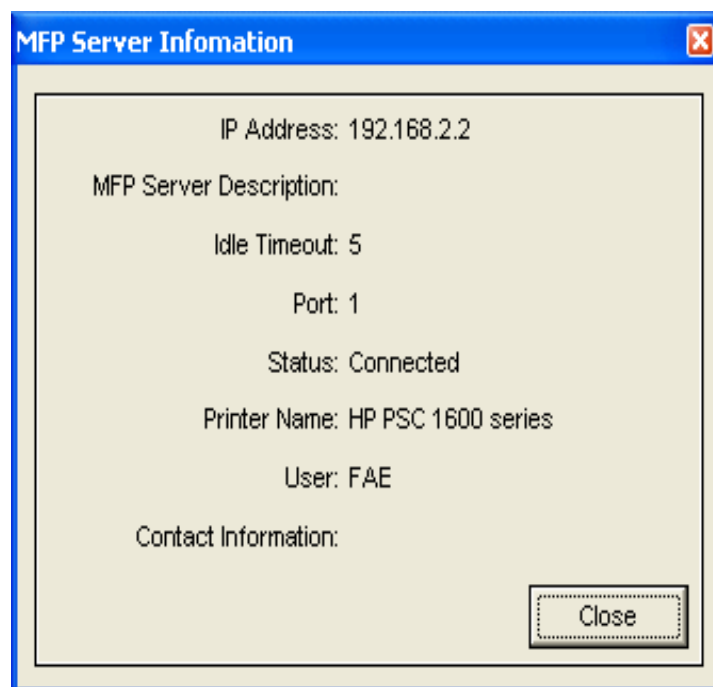 MFP Server Infomation
IP Address: 192.168.2.2
MFP Server Description:
Idle Timeout: 5
Port: 1
Status: Connected
Printer Name: HP PSC 1600 series
User: FAE
Contact Information:
Close